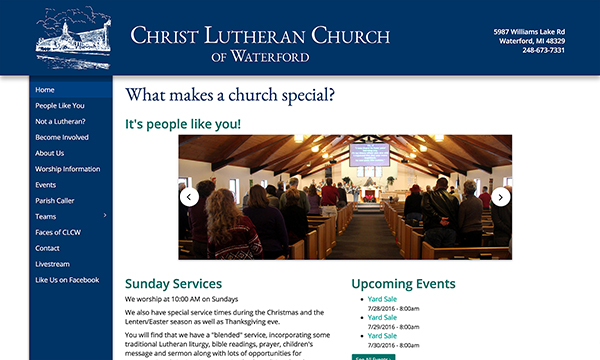 CHRIST LUTHERAN CHURCH
OF WATERFORD
5987 Williams Lake Rd
Waterford, MI 48329
248-673-7331
Home
People Like You
Not a Lutheran?
Become Involved
About Us
Worship Information
Events
Parish Caller
Teams
Faces of CLCW
Contact
Livestream
Like Us on Facebook
What makes a church special?
It's people like you!
Sunday Services
We worship at 10:00 AM on Sundays
We also have special service times during the Christmas and the
Lenten/Easter season as well as Thanksgiving eve.
You will find that we have a "blended" service, incorporating some
traditional Lutheran liturgy, bible readings, prayer, children's
message and sermon along with lots of opportunities for
Upcoming Events
Yard Sale
7/28/2016 - 8:00am
Yard Sale
7/29/2016 - 8:00am
Yard Sale
7/30/2016 - 8:00am
See All Events